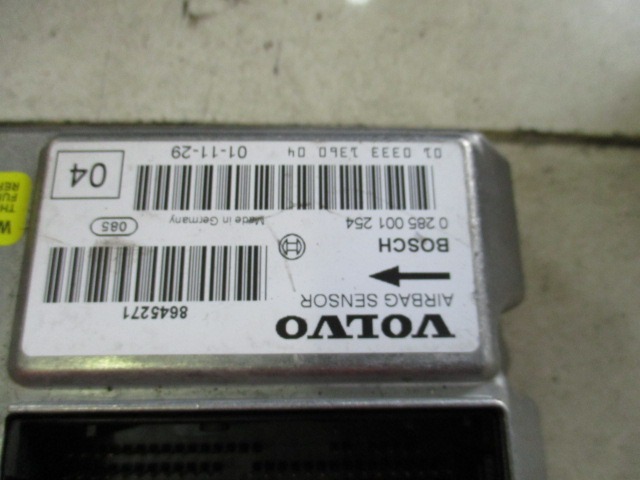 VOLVO
AIRBAG SENSOR
8645271
BOSCH
0 285 001 254
Made in Germany
085
01 0333 1360 04
01-11-29
04